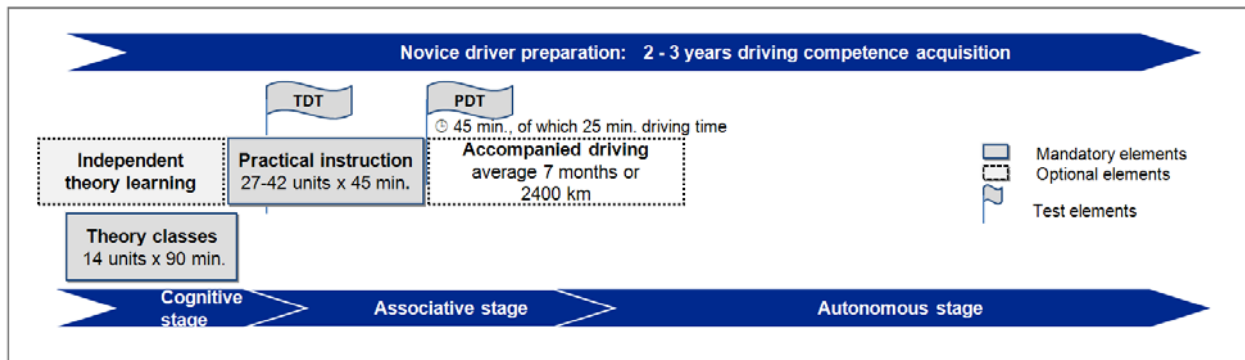 Novice driver preparation: 2 - 3 years driving competence acquisition
TDT
PDT
45 min., of which 25 min. driving time
Independent
theory learning
Practical instruction
27-42 units x 45 min.
Accompanied driving
average 7 months or
2400 km
Theory classes
14 units x 90 min.
Mandatory elements
Optional elements
Test elements
Cognitive
stage
Associative stage
Autonomous stage